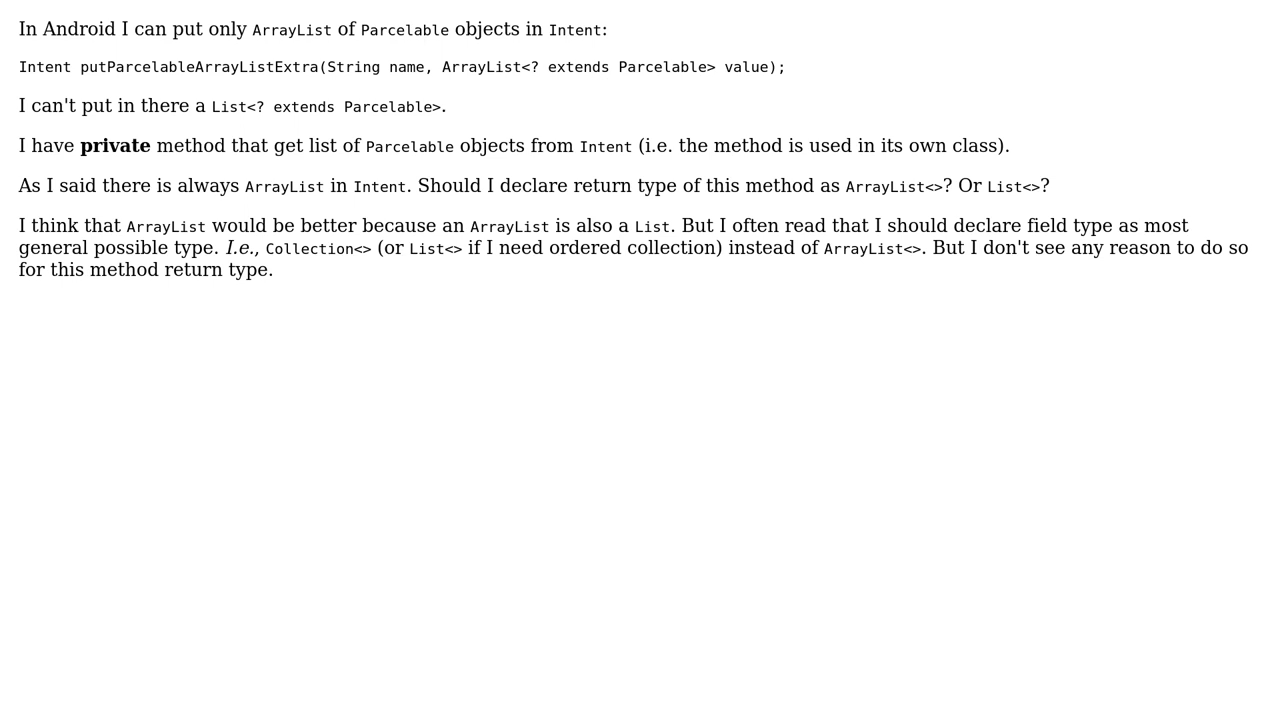 In Android I can put only ArrayList of Parcelable objects in Intent:
Intent putParcelableArrayListExtra(String name, ArrayList<? extends Parcelable> value);
I can't put in there a List<? extends Parcelable>.
I have private method that get list of Parcelable objects from Intent (i.e. the method is used in its own class).
As I said there is always ArrayList in Intent. Should I declare return type of this method as ArrayList<>? Or List<>?
I think that ArrayList would be better because an ArrayList is also a List. But I often read that I should declare field type as most
general possible type. I.e., Collection<> (or List<> if I need ordered collection) instead of ArrayList<>. But I don't see any reason to do so
for this method return type.